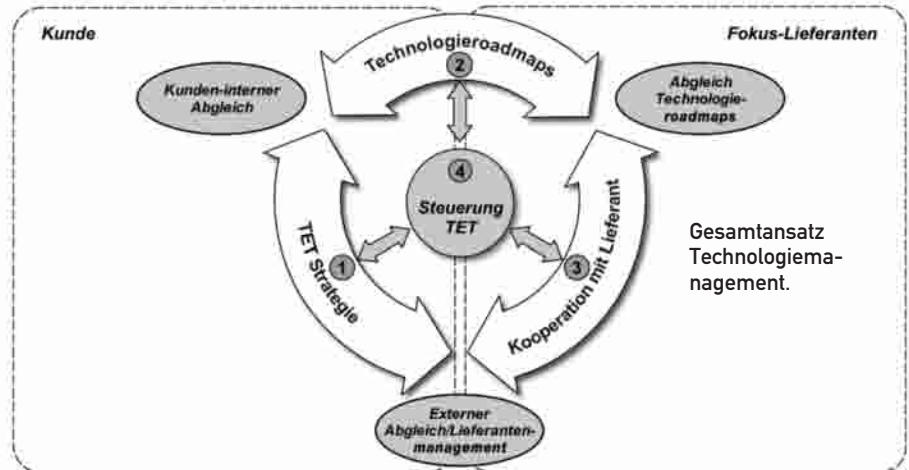 Kunde
Fokus-Lieferanten
Technologieroadmaps
2
Kunden-interner
Abgleich
Abgleich
Technologie-
roadmaps
4
Steuerung
TET
1
TET Strategie
3
Kooperation mit Lieferant
Gesamtansatz
Technologiema-
nagement.
Externer
Abgleich/Lieferanten-
management